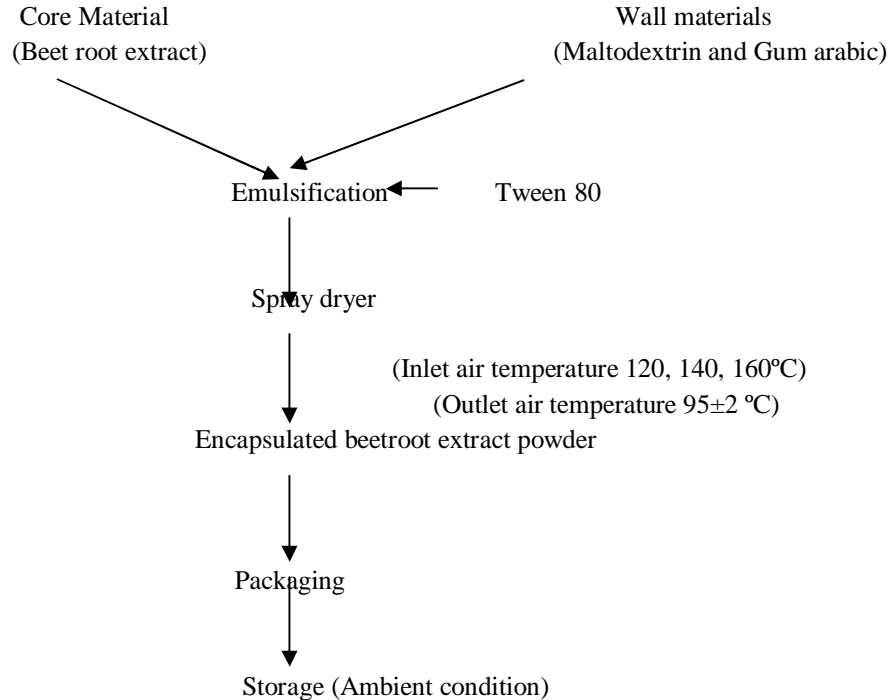 Core Material
(Beet root extract)
Wall materials
(Maltodextrin and Gum arabic)
Emulsification
Tween 80
Spray dryer
(Inlet air temperature 120, 140, 160ºC)
(Outlet air temperature 95±2 ºC)
Encapsulated beetroot extract powder
Packaging
Storage (Ambient condition)